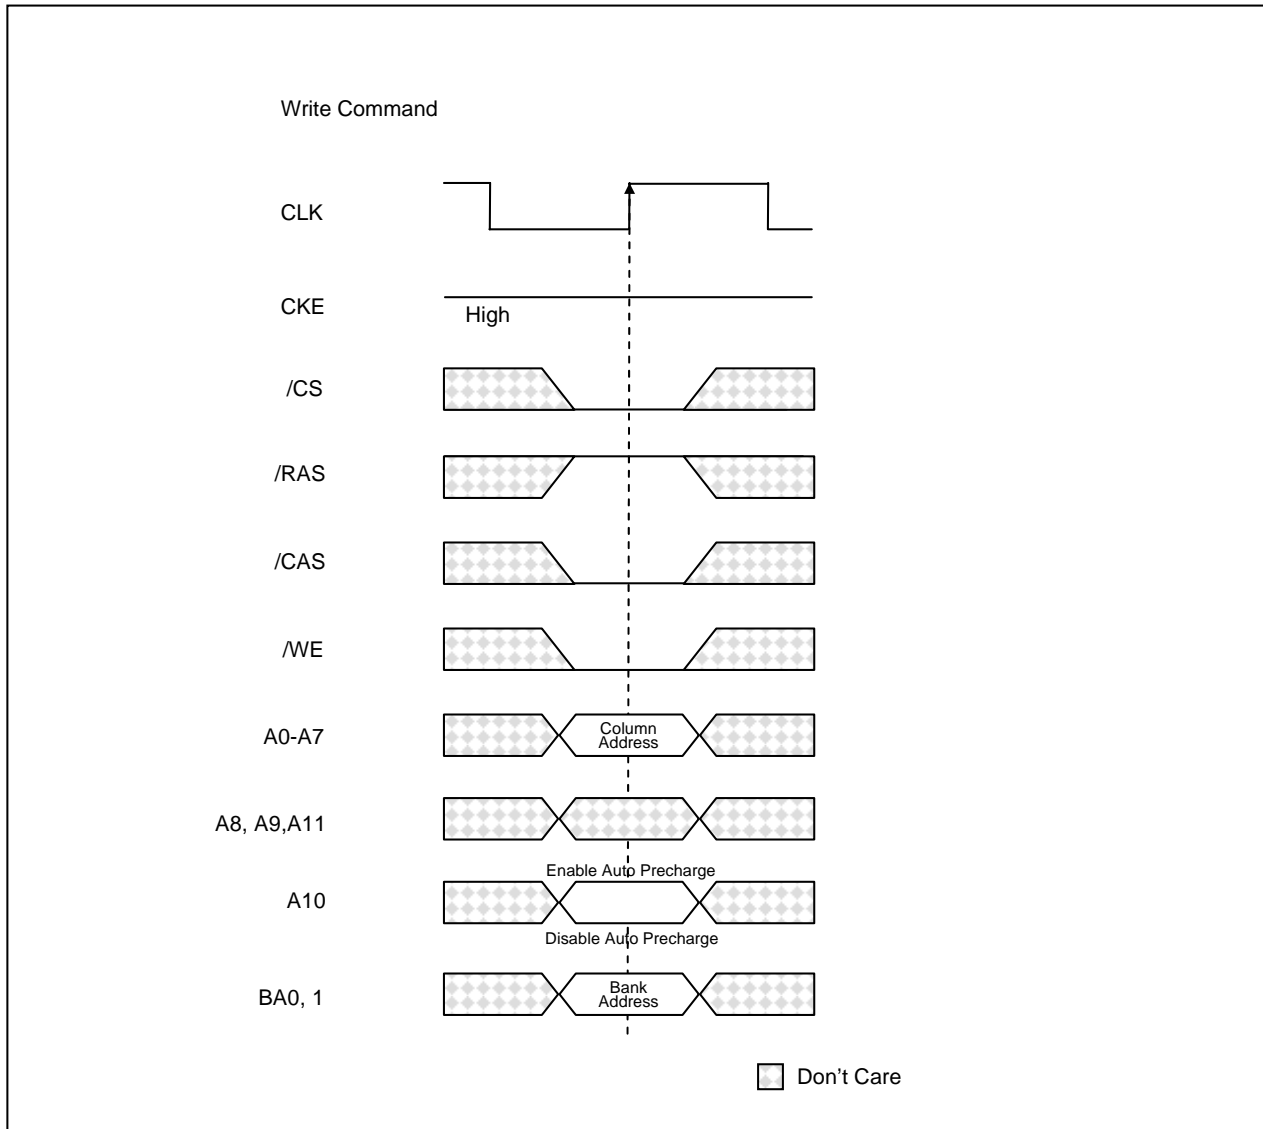 Write Command
CLK
CKE
High
/CS
/RAS
/CAS
/WE
A0-A7
Column
Address
A8, A9,A11
Enable Auto Precharge
A10
Disable Auto Precharge
BA0, 1
Bank
Address
Don't Care